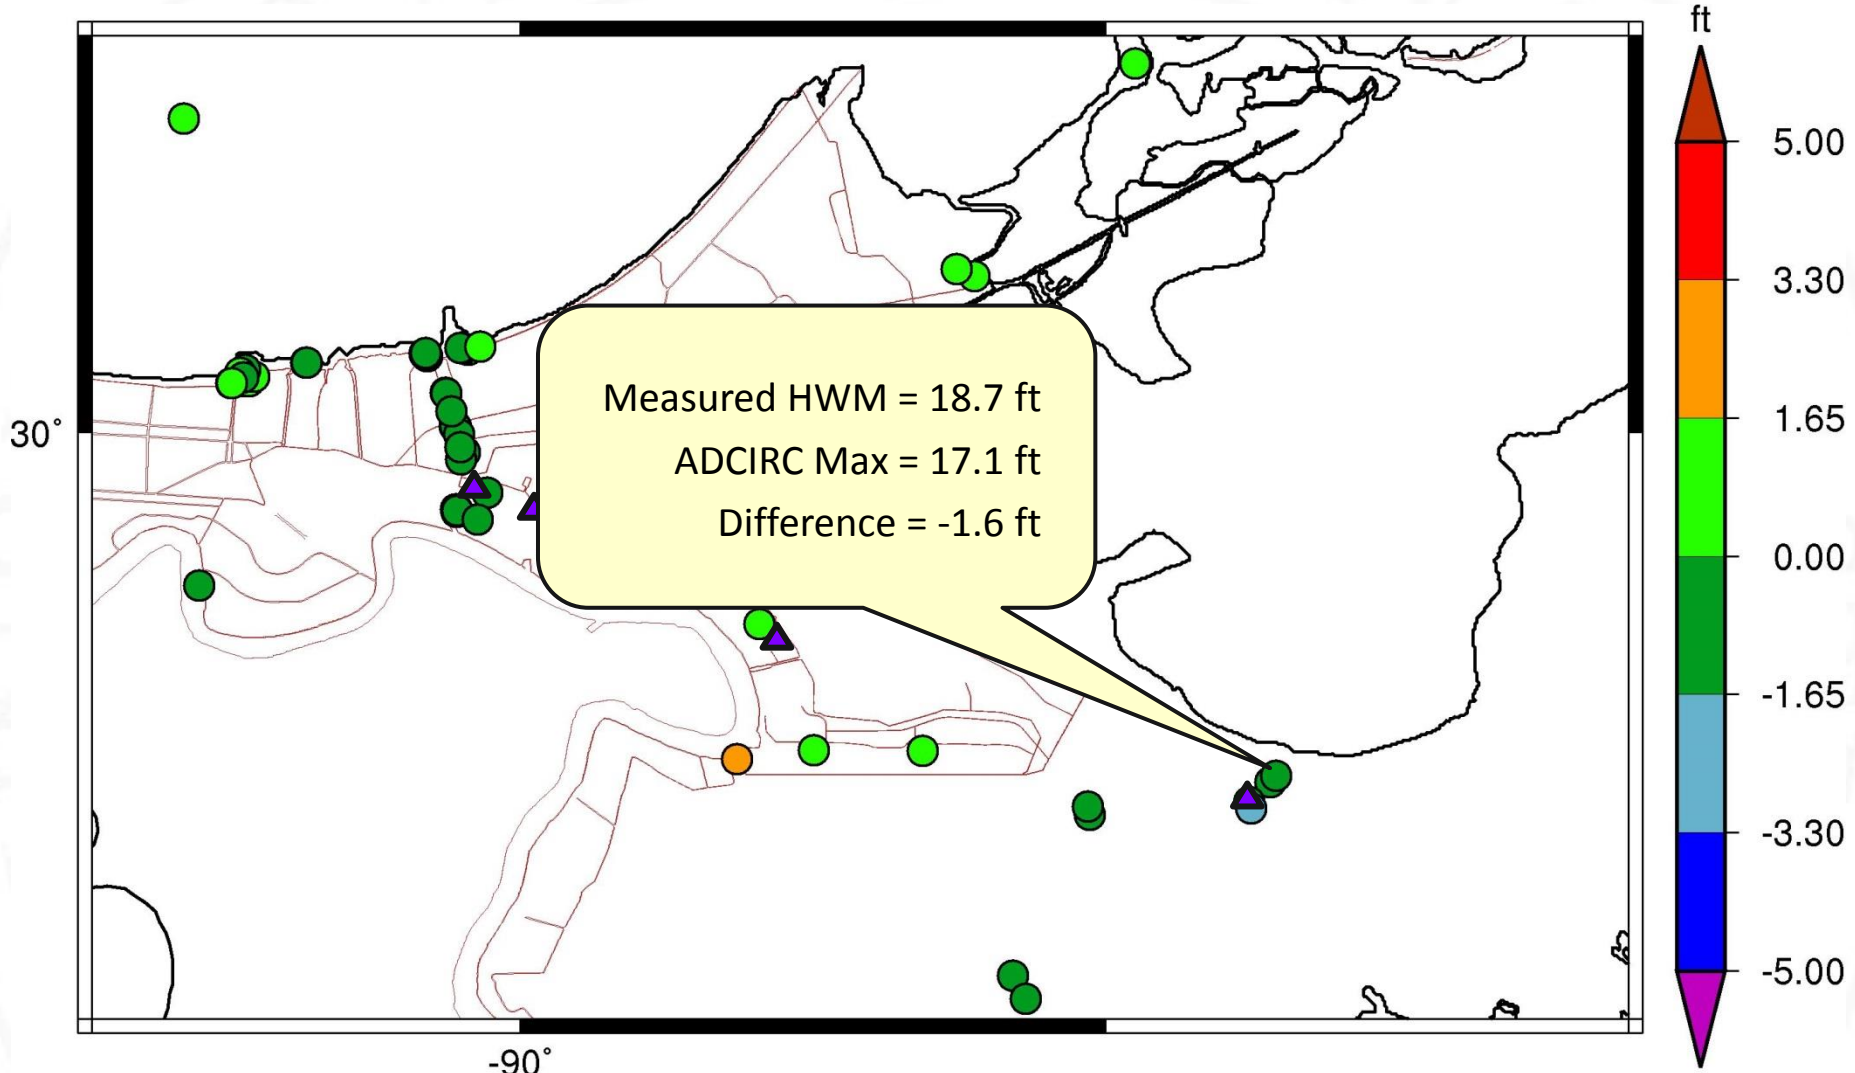 ft
5.00
3.30
30°
Measured HWM = 18.7 ft
ADCIRC Max = 17.1 ft
Difference = -1.6 ft
1.65
0.00
-1.65
-3.30
-5.00
-90°